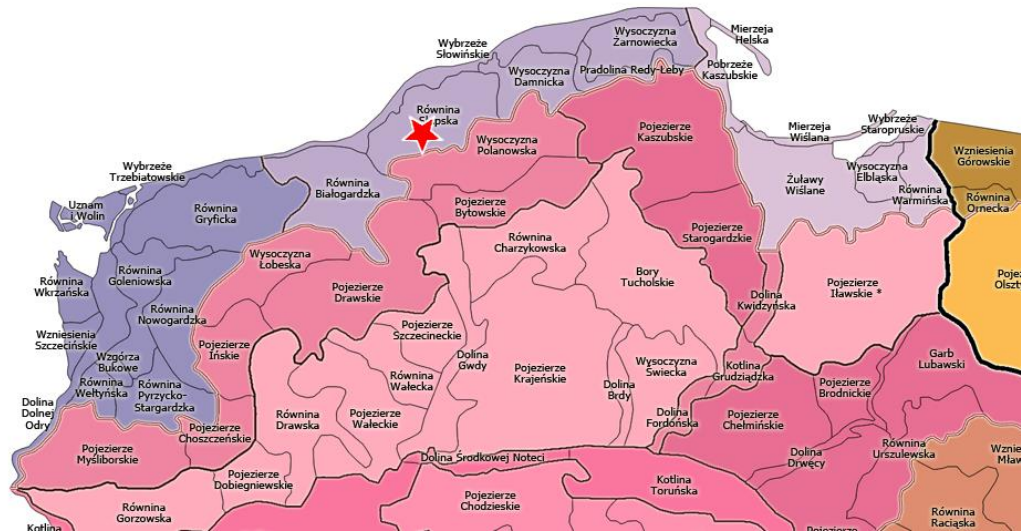 Wybrzeże
Słowińskie
Wysoczyzna
Żarnowiecka
Mierzeja
Helska
Wysoczyzna
Damnicka
Pradolina Redy-Łeby
Pobrzeże
Kaszubskie
Równina
Wysoczyzna
Polanowska
Pojezierze
Kaszubskie
Mierzeja
Wiślana
Wybrzeże
Staropruskie
Wzniesienia
Górowskie
Wybrzeże
Trzebiatowskie
Uznam
i Wolin
Równina
Gryficka
Równina
Białogardzka
Pojezierze
Bytowskie
Żuławy
Wiślane
Wysoczyzna
Elbląska
Równina
Warmińska
Równina
Ornecka
Wysoczyzna
Łobeska
Równina
Charzykowska
Pojezierze
Starogardzkie
Równina
Wkrzańska
Równina
Goleniowska
Pojezierze
Drawskie
Bory
Tucholskie
Dolina
Kwidzyńska
Pojezierze
Iławskie *
Równina
Nowogardzka
Wzniesienia
Szczecińskie
Wzgórza
Bukowe
Pojezierze
Ińskie
Pojezierze
Szczecineckie
Dolina
Gwdy
Pojezierze
Krajeńskie
Wysoczyzna
Świecka
Kotlina
Grudziądzka
Garb
Lubawski
Równina
Wełtyńska
Równina
Pyrzycko-
Stargardzka
Równina
Wałecka
Dolina
Brdy
Pojezierze
Brodnickie
Dolina
Dolnej
Odry
Pojezierze
Choszczeńskie
Równina
Drawska
Pojezierze
Wałeckie
Dolina
Fordońska
Pojezierze
Chełmińskie
Pojezierze
Myśliborskie
Dolina Środkowej Noteci
Dolina
Drwęcy
Równina
Urszulewska
Pojezierze
Dobiegniewskie
Równina
Gorzowska
Pojezierze
Chodzieskie
Kotlina
Toruńska
Równina
Raciąska
Kotlina
Pojezierze